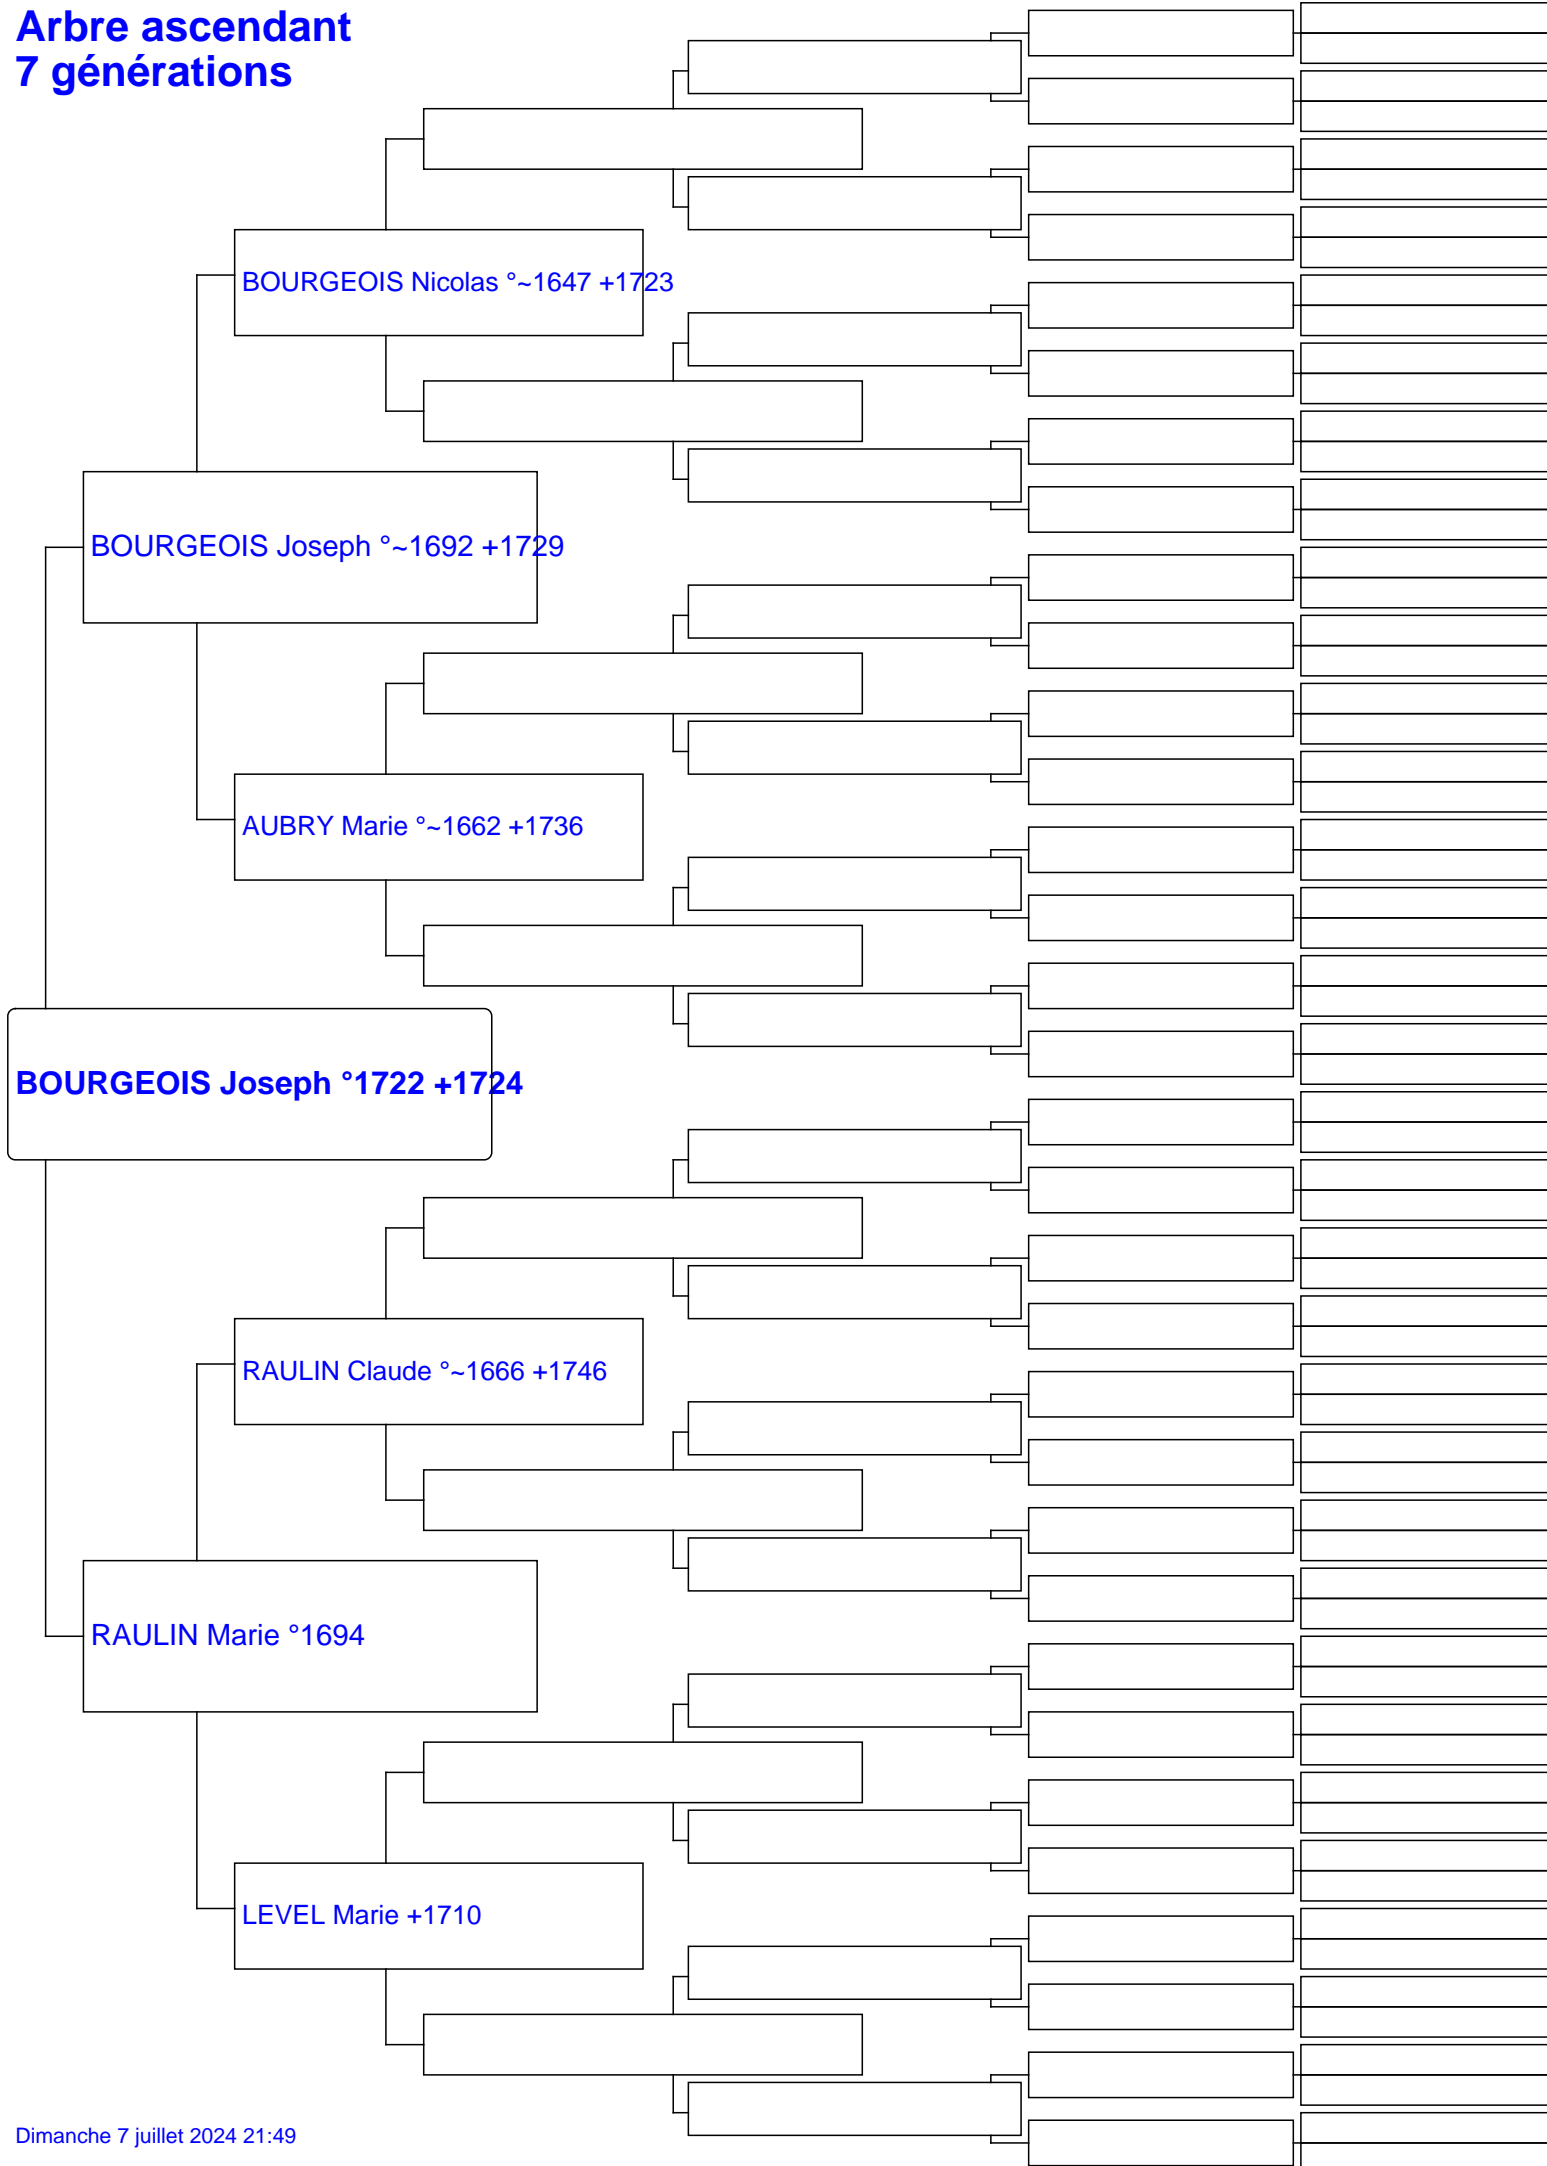 Arbre ascendant
7 générations
BOURGEOIS Nicolas °~1647 +1723
BOURGEOIS Joseph °~1692 +1729
AUBRY Marie °~1662 +1736
BOURGEOIS Joseph °1722 +1724
RAULIN Claude °~1666 +1746
RAULIN Marie °1694
LEVEL Marie +1710
Dimanche 7 juillet 2024 21:49